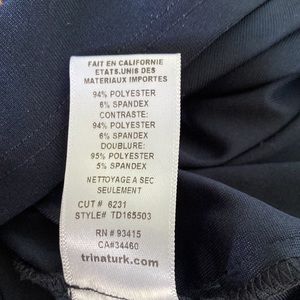 FAIT EN CALIFORNIE
ETATS.UNIS DES
MATERIAUX IMPORTES
94% POLYESTER
6% SPANDEX
CONTRASTE:
94% POLYESTER
6% SPANDEX
DOUBLURE:
95% POLYESTER
5% SPANDEX
NETTOYAGE A SEC
SEULEMENT
CUT # 6231
STYLE# TD165503
RN # 93415
CA#34460
trinaturk.com